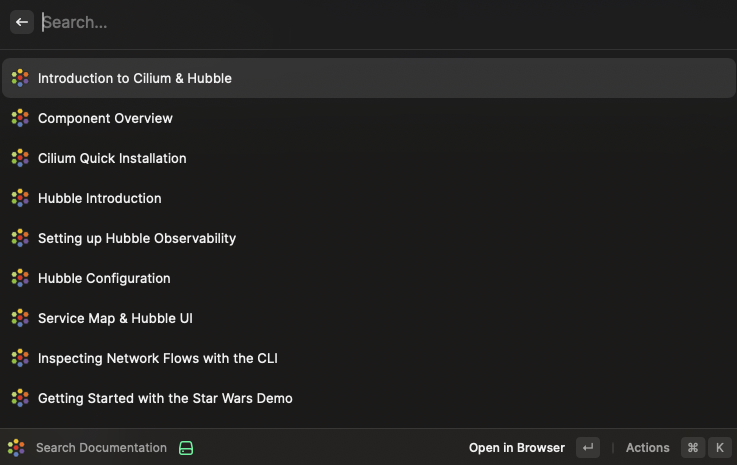 Search...
Introduction to Cilium & Hubble
Component Overview
Cilium Quick Installation
Hubble Introduction
Setting up Hubble Observability
Hubble Configuration
Service Map & Hubble UI
Inspecting Network Flows with the CLI
Getting Started with the Star Wars Demo
Search Documentation Open in Browser ↵ Actions ⌘ K